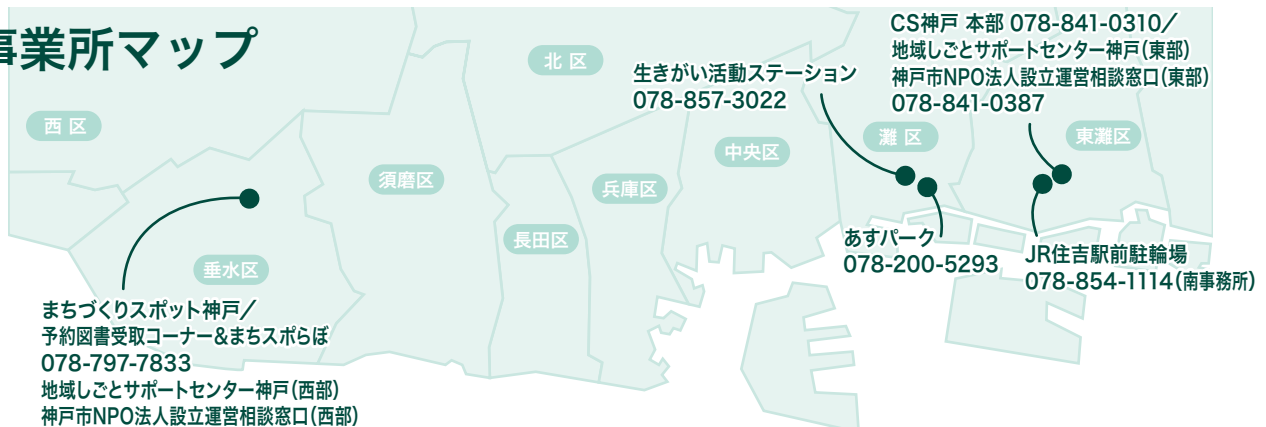 事業所マップ
西区
北区
須磨区
長田区
兵庫区
中央区
灘区
東灘区
垂水区
生きがい活動ステーション
078-857-3022
CS神戸 本部 078-841-0310／
地域しごとサポートセンター神戸(東部)
神戸市NPO法人設立運営相談窓口(東部)
078-841-0387
あすパーク
078-200-5293
JR住吉駅前駐輪場
078-854-1114(南事務所)
まちづくりスポット神戸／
予約図書受取コーナー&まちスポらぼ
078-797-7833
地域しごとサポートセンター神戸(西部)
神戸市NPO法人設立運営相談窓口(西部)